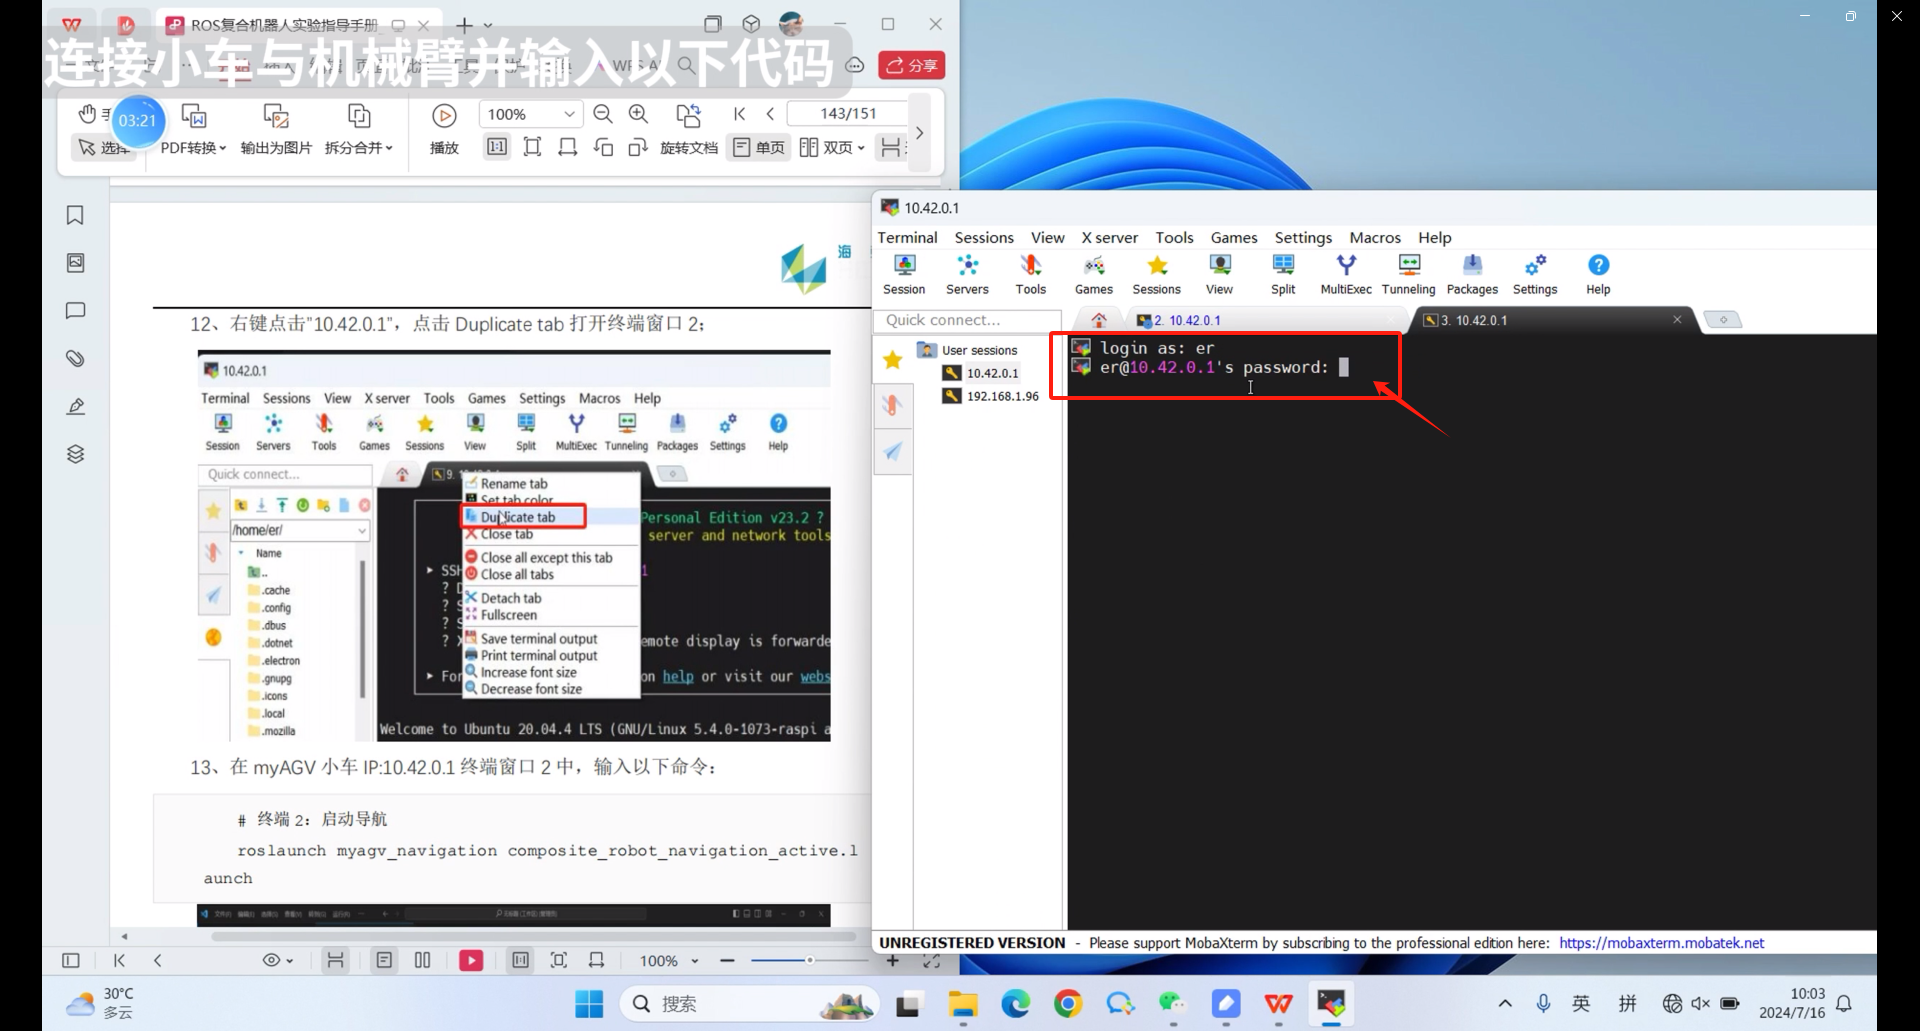 ROS复合机器人实验指导手册
连接小车与机械臂并输入以下代码
分享
03:21
100%
143/151
选择
PDF转换
输出为图片
拆分合并
播放
旋转文档
单页
双页
海
12、右键点击"10.42.0.1"，点击 Duplicate tab 打开终端窗口 2；
10.42.0.1
Terminal Sessions View X server Tools Games Settings Macros Help
Session Servers Tools Games Sessions View Split MultiExec Tunneling Packages Settings Help
Quick connect...
9.
Rename tab
Set tab color
Duplicate tab
Close tab
Close all except this tab
Close all tabs
Detach tab
Fullscreen
Save terminal output
Print terminal output
Increase font size
Decrease font size
/home/er/
Name
..
.cache
.config
.dbus
.dotnet
.electron
.gnupg
.icons
.local
.mozilla
Personal Edition v23.2 ?
server and network tools
emote display is forwarde
on help or visit our webs
Welcome to Ubuntu 20.04.4 LTS (GNU/Linux 5.4.0-1073-raspi a
13、在 myAGV 小车 IP:10.42.0.1 终端窗口 2 中，输入以下命令：
# 终端 2：启动导航
roslaunch myagv_navigation composite_robot_navigation_active.l
aunch
100%
10.42.0.1
Terminal Sessions View X server Tools Games Settings Macros Help
Session Servers Tools Games Sessions View Split MultiExec Tunneling Packages Settings Help
Quick connect...
2. 10.42.0.1
3. 10.42.0.1
User sessions
10.42.0.1
192.168.1.96
login as: er
er@10.42.0.1's password:
UNREGISTERED VERSION - Please support MobaXterm by subscribing to the professional edition here: https://mobaxterm.mobatek.net
30°C
多云
搜索
英
拼
10:03
2024/7/16